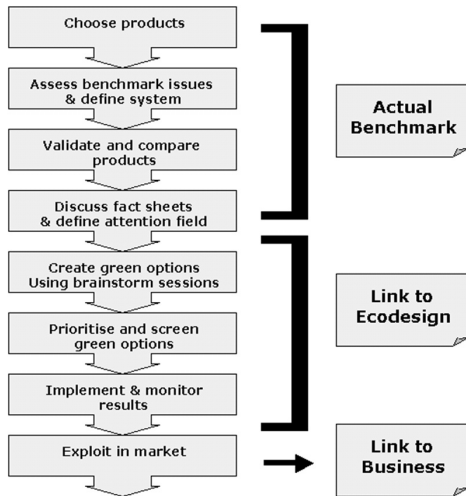 Choose products
Assess benchmark issues
& define system
Validate and compare
products
Discuss fact sheets
& define attention field
Create green options
Using brainstorm sessions
Prioritise and screen
green options
Implement & monitor
results
Exploit in market
Actual
Benchmark
Link to
Ecodesign
Link to
Business